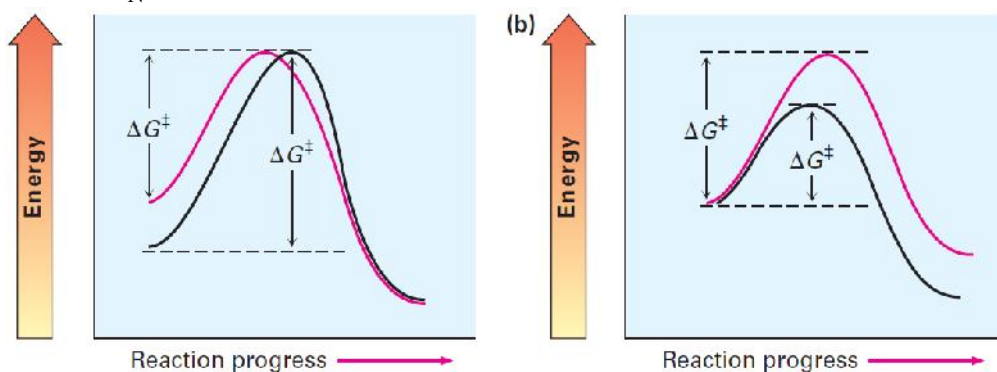 N
Energy
ΔG‡
ΔG‡
Reaction progress
(b)
Energy
ΔG‡
ΔG‡
Reaction progress